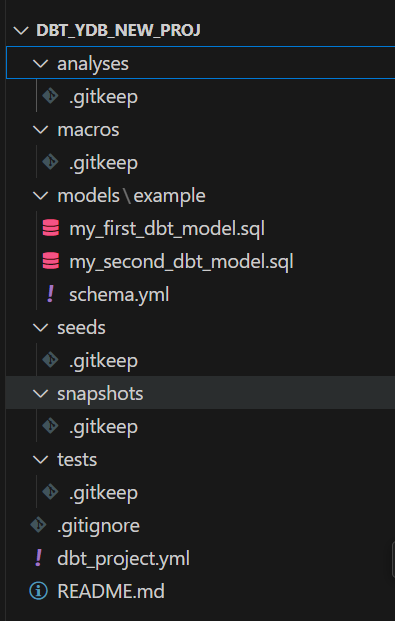 DBT_YDB_NEW_PROJ
analyses
.gitkeep
macros
.gitkeep
models\example
my_first_dbt_model.sql
my_second_dbt_model.sql
! schema.yml
seeds
.gitkeep
snapshots
.gitkeep
tests
.gitkeep
.gitignore
! dbt_project.yml
README.md